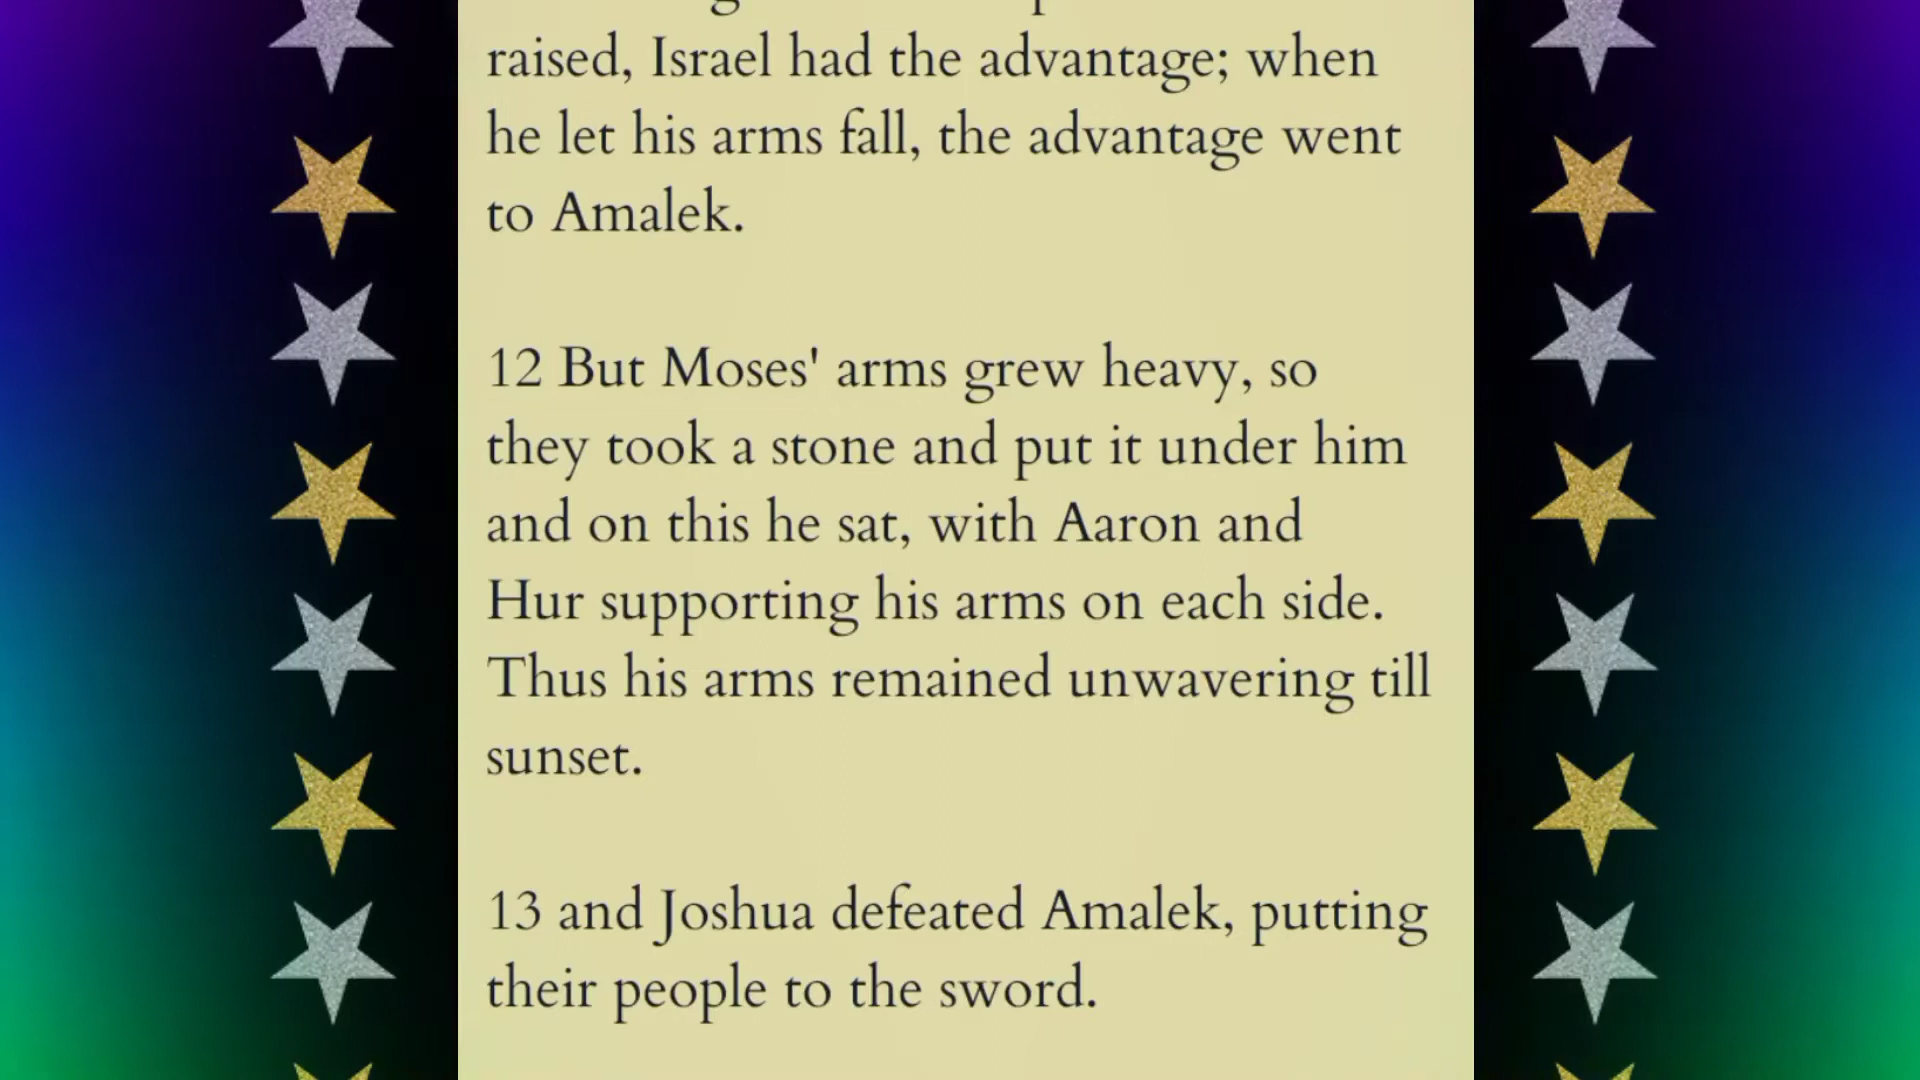 raised, Israel had the advantage; when
he let his arms fall, the advantage went
to Amalek.
12 But Moses' arms grew heavy, so
they took a stone and put it under him
and on this he sat, with Aaron and
Hur supporting his arms on each side.
Thus his arms remained unwavering till
sunset.
13 and Joshua defeated Amalek, putting
their people to the sword.